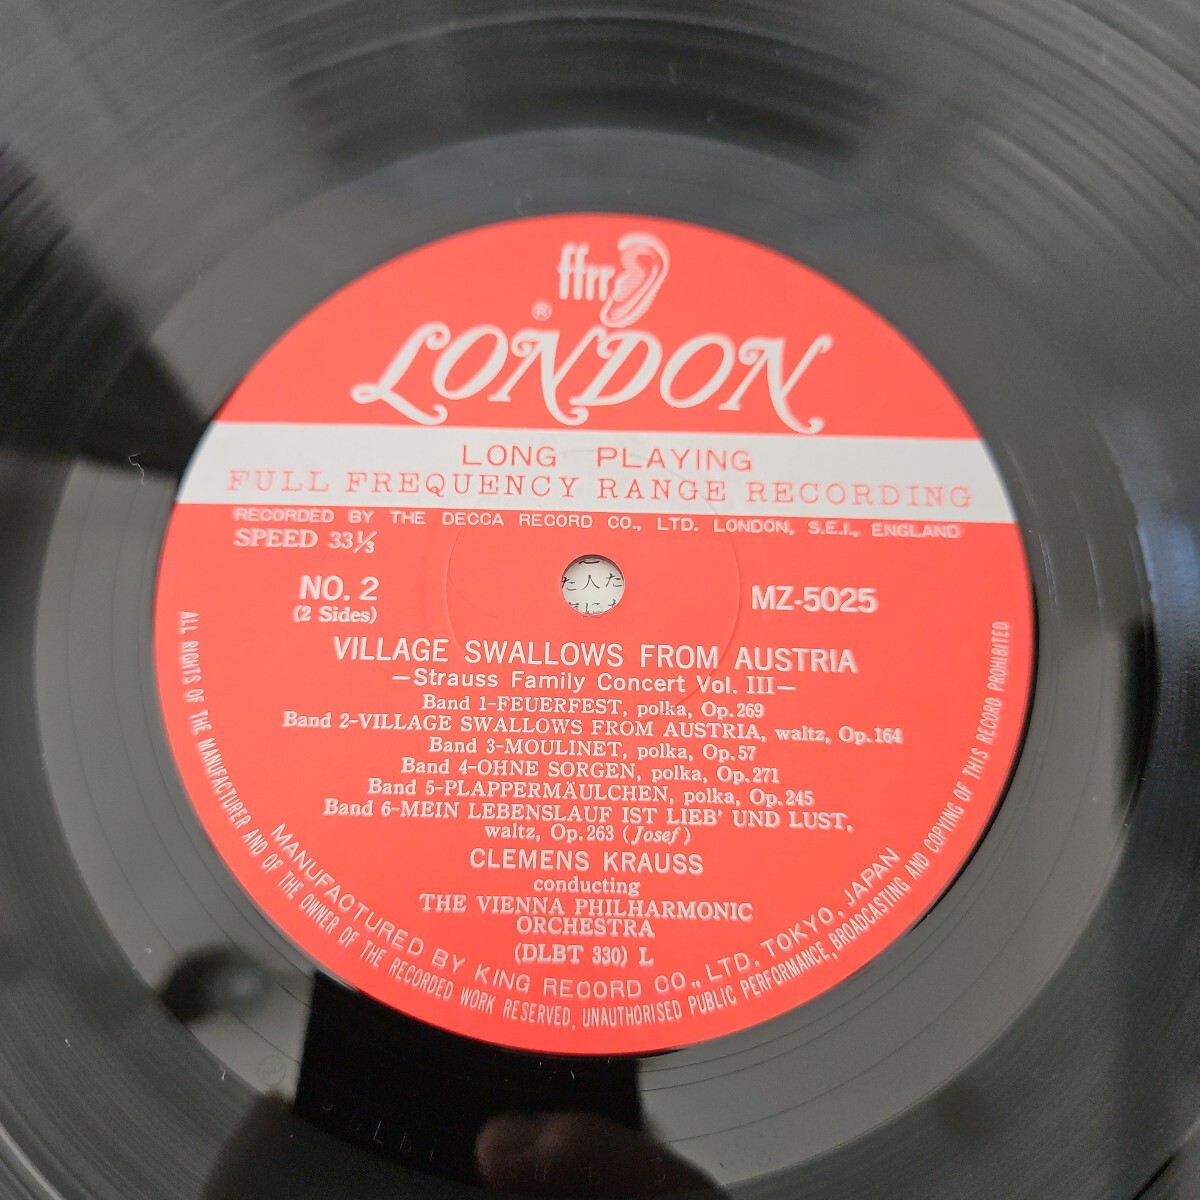 ffrr
®
LONDON
LONG PLAYING
FULL FREQUENCY RANGE RECORDING
RECORDED BY THE DECCA RECORD CO., LTD. LONDON, S.E.I., ENGLAND
SPEED 33⅓
NO. 2
(2 Sides)
MZ-5025
た人た
VILLAGE SWALLOWS FROM AUSTRIA
—Strauss Family Concert Vol. III—
Band 1-FEUERFEST, polka, Op.269
Band 2-VILLAGE SWALLOWS FROM AUSTRIA, waltz, Op.164
Band 3-MOULINET, polka, Op.57
Band 4-OHNE SORGEN, polka, Op.271
Band 5-PLAPPERMÄULCHEN, polka, Op.245
Band 6-MEIN LEBENSLAUF IST LIEB' UND LUST,
waltz, Op.263 (Josef)
CLEMENS KRAUSS
conducting
THE VIENNA PHILHARMONIC
ORCHESTRA
(DLBT 330) L
MANUFACTURED BY KING RECORD CO., LTD. TOKYO, JAPAN
ALL RIGHTS OF THE MANUFACTURER AND OF THE OWNER OF THE RECORDED WORK RESERVED, UNAUTHORISED PUBLIC PERFORMANCE, BROADCASTING AND COPYING OF THIS RECORD PROHIBITED